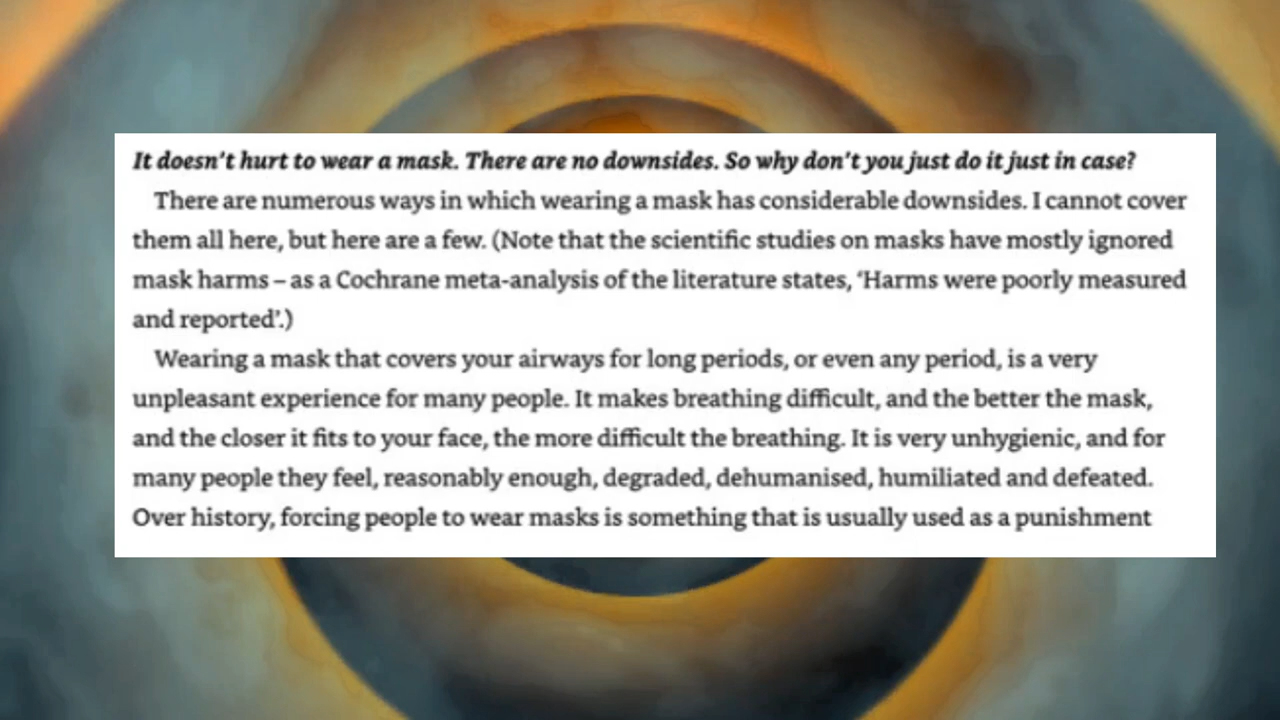 It doesn't hurt to wear a mask. There are no downsides. So why don't you just do it just in case?
There are numerous ways in which wearing a mask has considerable downsides. I cannot cover
them all here, but here are a few. (Note that the scientific studies on masks have mostly ignored
mask harms – as a Cochrane meta-analysis of the literature states, ‘Harms were poorly measured
and reported’.)
Wearing a mask that covers your airways for long periods, or even any period, is a very
unpleasant experience for many people. It makes breathing difficult, and the better the mask,
and the closer it fits to your face, the more difficult the breathing. It is very unhygienic, and for
many people they feel, reasonably enough, degraded, dehumanised, humiliated and defeated.
Over history, forcing people to wear masks is something that is usually used as a punishment